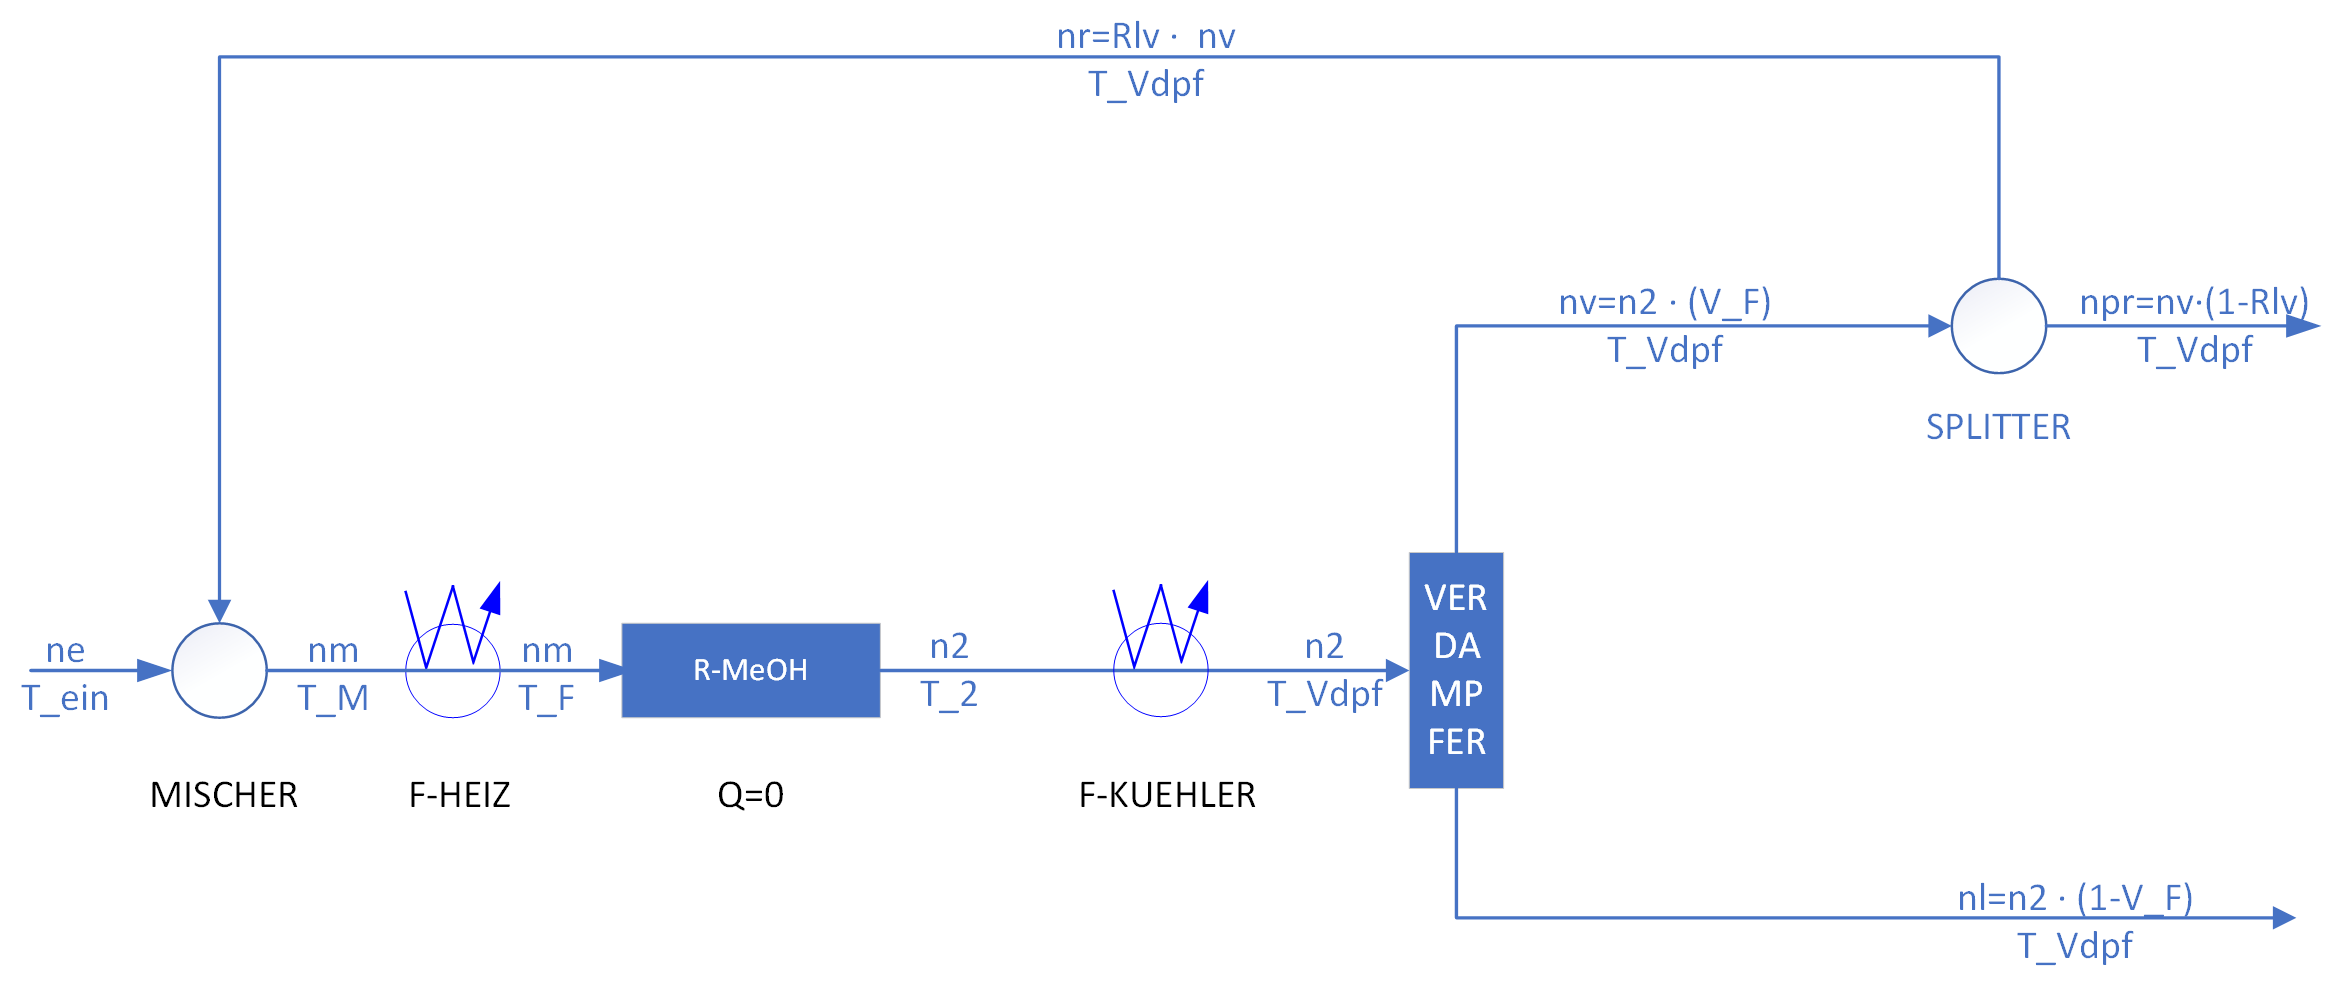 nr=Rlv · nv
T_Vdpf
nv=n2 · (V_F)
T_Vdpf
npr=nv·(1-Rlv)
T_Vdpf
SPLITTER
ne
T_ein
MISCHER
nm
T_M
F-HEIZ
nm
T_F
R-MeOH
Q=0
n2
T_2
F-KUEHLER
n2
T_Vdpf
VER
DA
MP
FER
nl=n2 · (1-V_F)
T_Vdpf